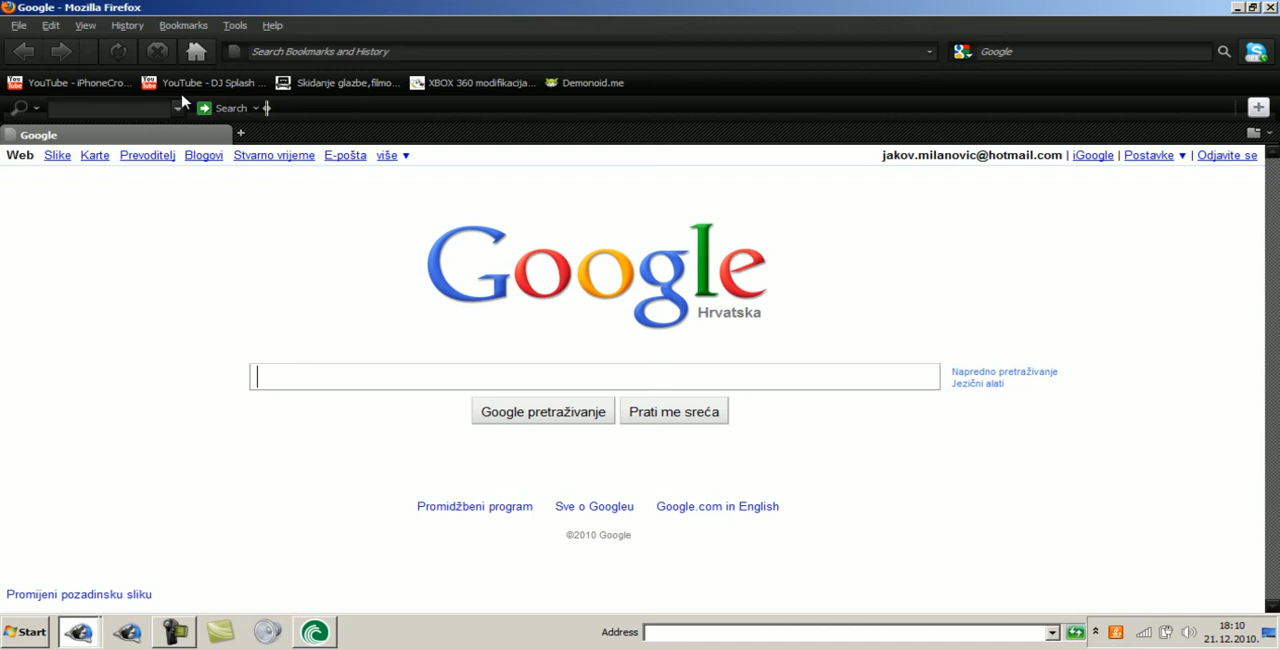 Google - Mozilla Firefox
File Edit View History Bookmarks Tools Help
Search Bookmarks and History Google
You Tube YouTube - iPhoneCro... You Tube YouTube - DJ Splash ... Skidanje glazbe,filmo... XBOX 360 modifikacija... Demonoid.me
Search
Google
Web Slike Karte Prevoditelj Blogovi Stvarno vrijeme E-pošta više ▼ jakov.milanovic@hotmail.com | iGoogle | Postavke ▼ | Odjavite se
Google
Hrvatska
Napredno pretraživanje
Jezični alati
Google pretraživanje Prati me sreća
Promidžbeni program Sve o Googleu Google.com in English
©2010 Google
Promijeni pozadinsku sliku
Start Address 18:10
21.12.2010.